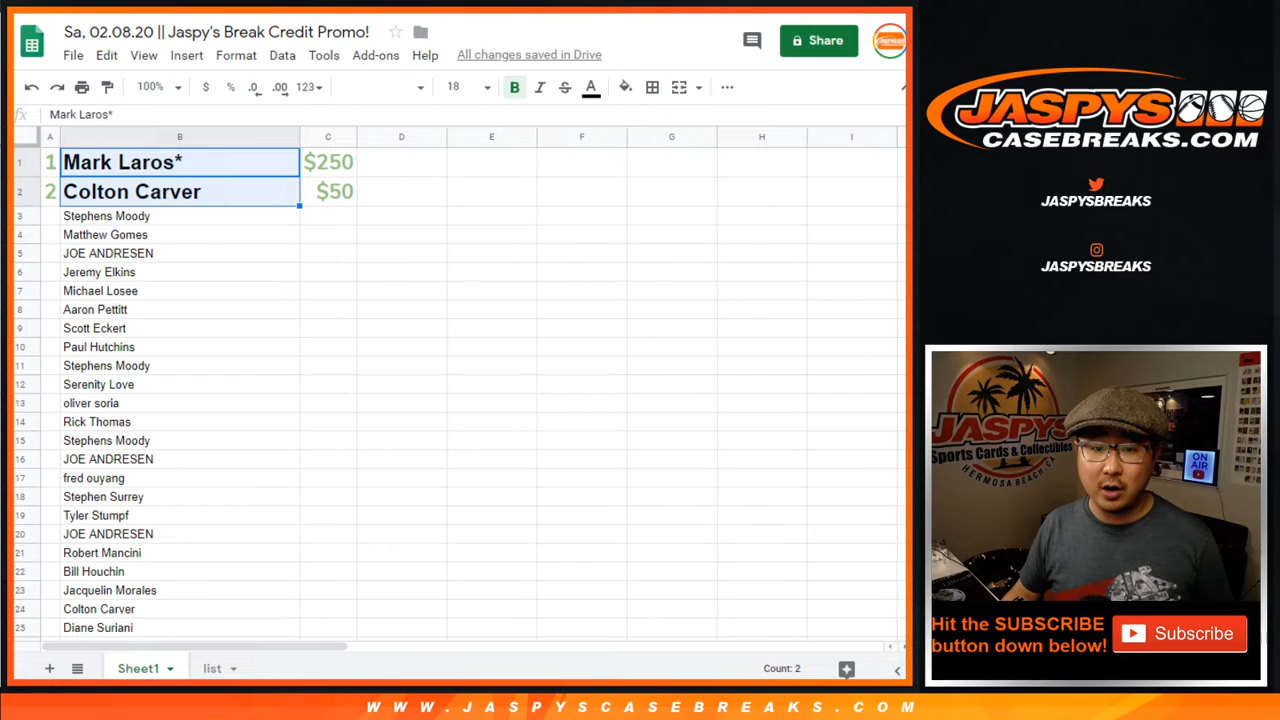 Sa, 02.08.20 || Jaspy's Break Credit Promo!
File Edit View Insert Format Data Tools Add-ons Help All changes saved in Drive
Share
100% $ % .0 .00 123 18 B I S A
fx Mark Laros*
A B C D E F G H I
1 1 Mark Laros* $250
2 2 Colton Carver $50
3 Stephens Moody
4 Matthew Gomes
5 JOE ANDRESEN
6 Jeremy Elkins
7 Michael Losee
8 Aaron Pettitt
9 Scott Eckert
10 Paul Hutchins
11 Stephens Moody
12 Serenity Love
13 oliver soria
14 Rick Thomas
15 Stephens Moody
16 JOE ANDRESEN
17 fred ouyang
18 Stephen Surrey
19 Tyler Stumpf
20 JOE ANDRESEN
21 Robert Mancini
22 Bill Houchin
23 Jacquelin Morales
24 Colton Carver
25 Diane Suriani
Sheet1 list Count: 2
JASPYS
CASEBREAKS.COM
JASPYSBREAKS
JASPYSBREAKS
JASPYS
Sports Cards & Collectibles
HERMOSA BEACH, CA
ON AIR
Hit the SUBSCRIBE
button down below!
Subscribe
WWW.JASPYSCASEBREAKS.COM